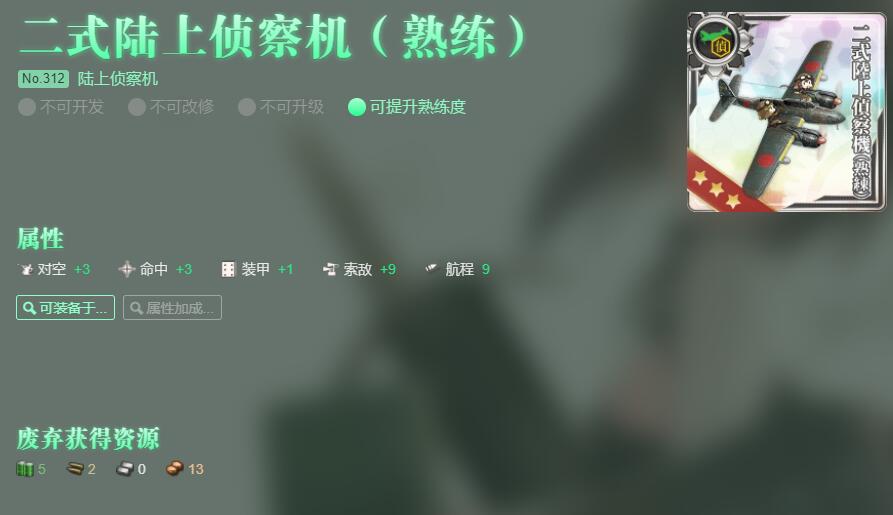 二式陆上侦察机（熟练）
No.312 陆上侦察机
不可开发 不可改修 不可升级 可提升熟练度
偵
二式陸上偵察機(熟練)
属性
对空 +3 命中 +3 装甲 +1 索敌 +9 航程 9
可装备于... 属性加成...
废弃获得资源
5 2 0 13